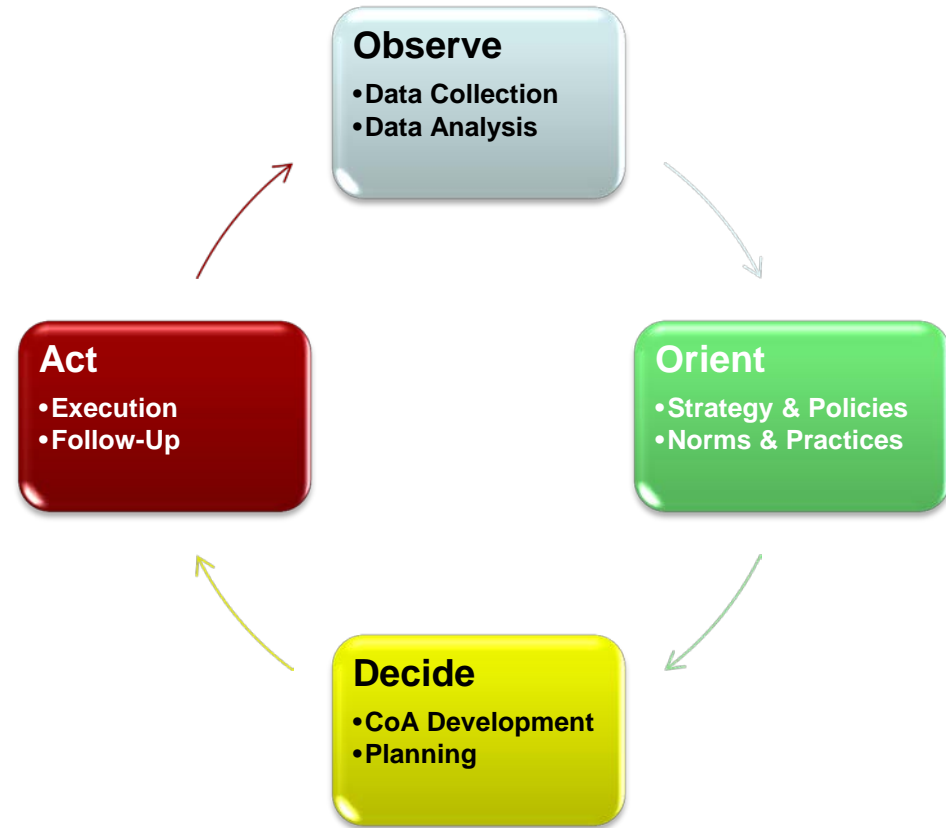 Observe
•Data Collection
•Data Analysis
Orient
•Strategy & Policies
•Norms & Practices
Decide
•CoA Development
•Planning
Act
•Execution
•Follow-Up